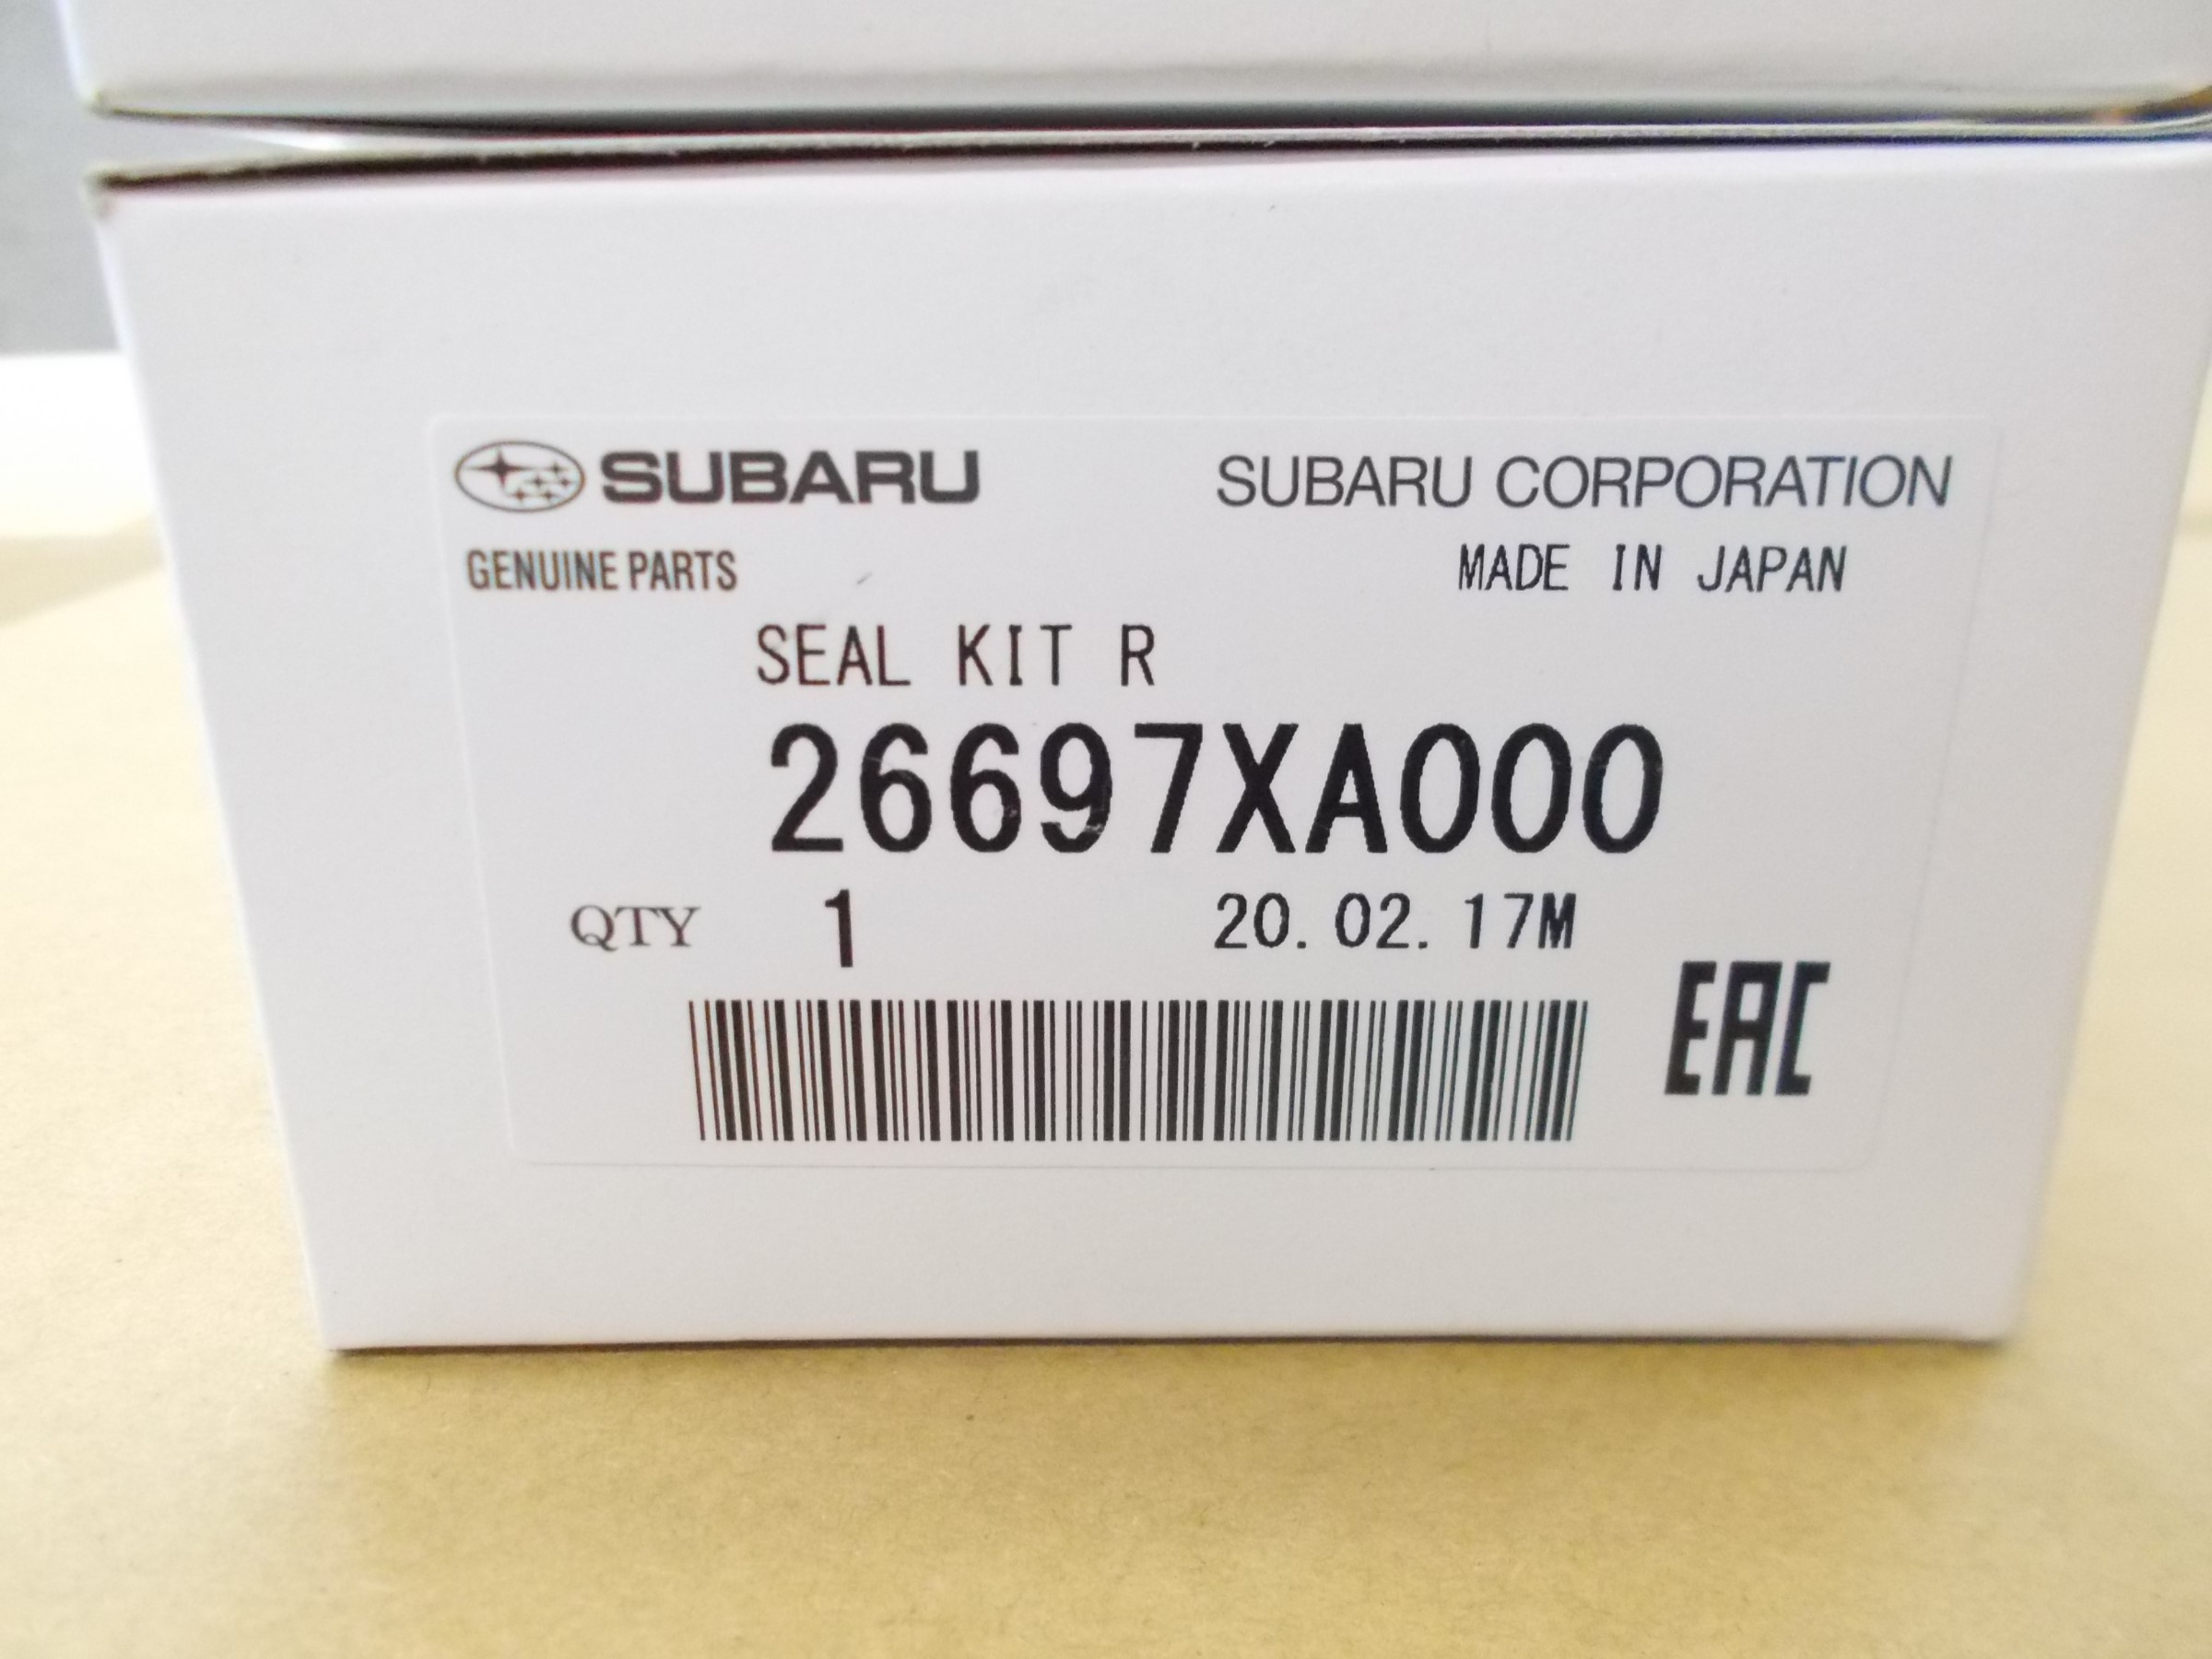 SUBARU SUBARU CORPORATION
GENUINE PARTS MADE IN JAPAN
SEAL KIT R
26697XA000
QTY 1 20.02.17M
EAC